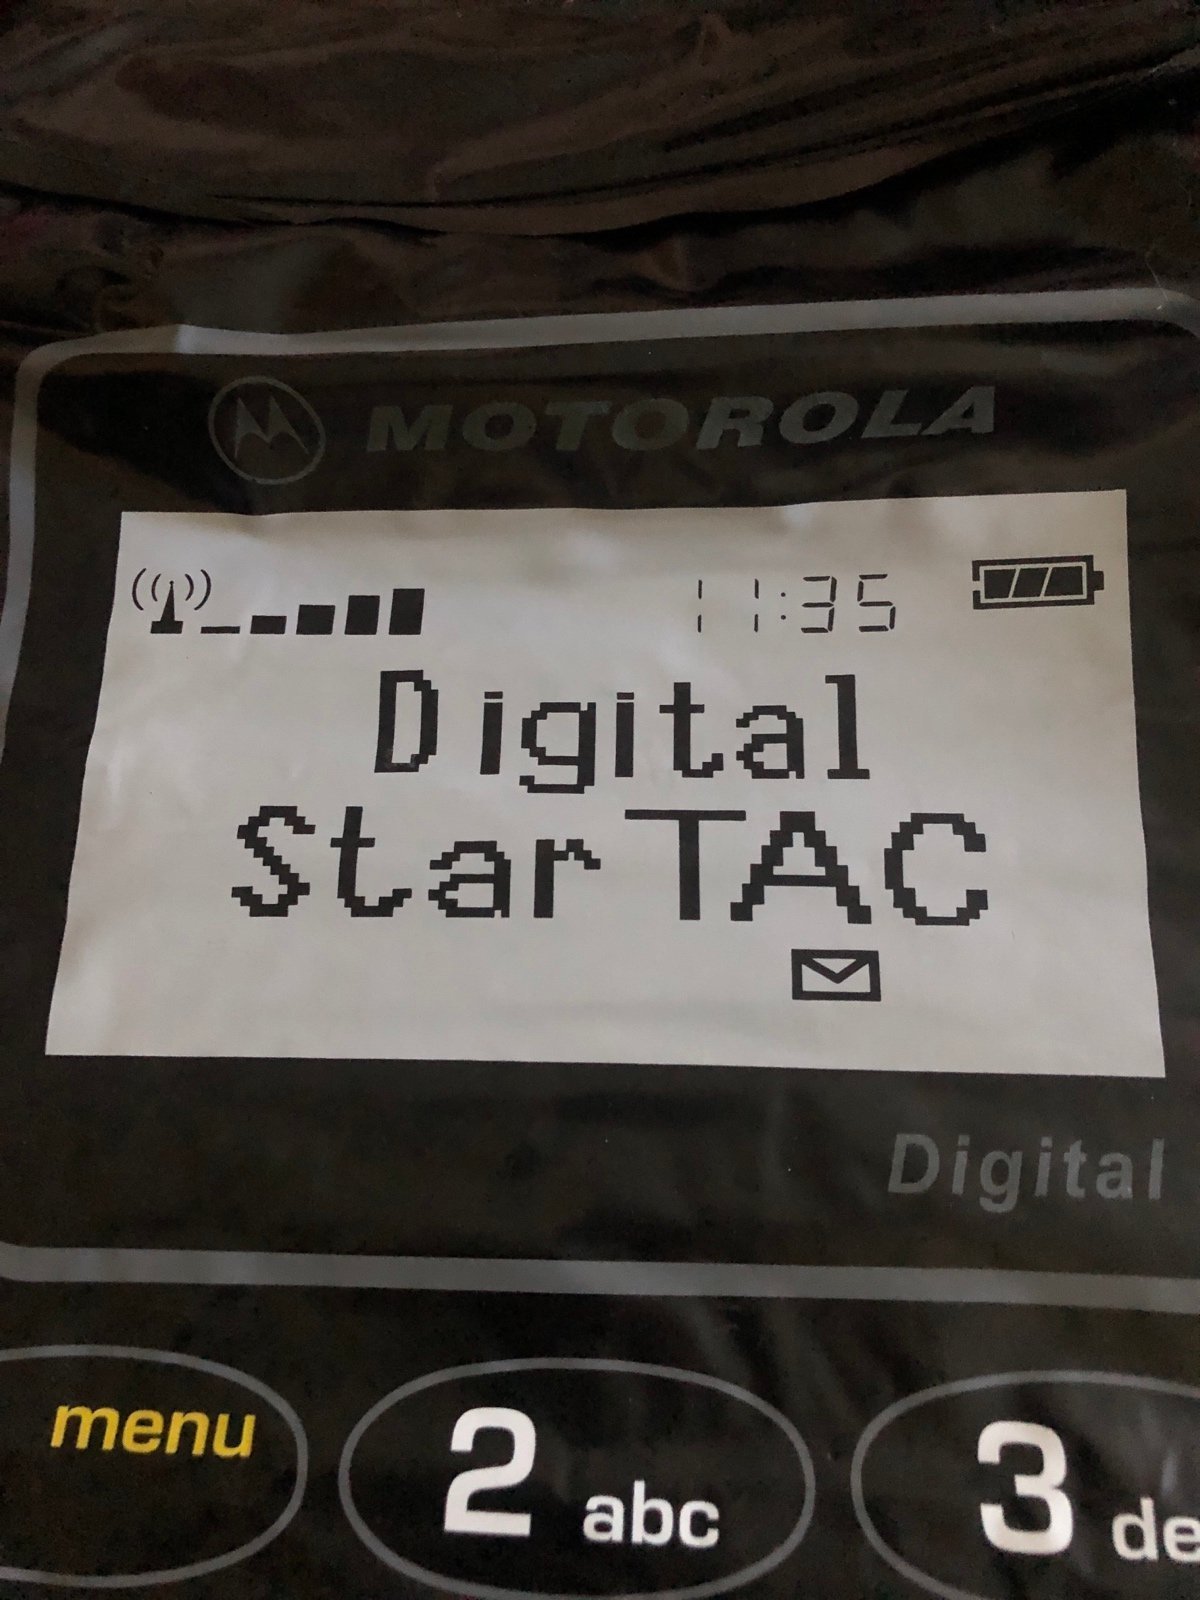 MOTOROLA
11:35
Digital
StarTAC
Digital
menu
2 abc
3 de